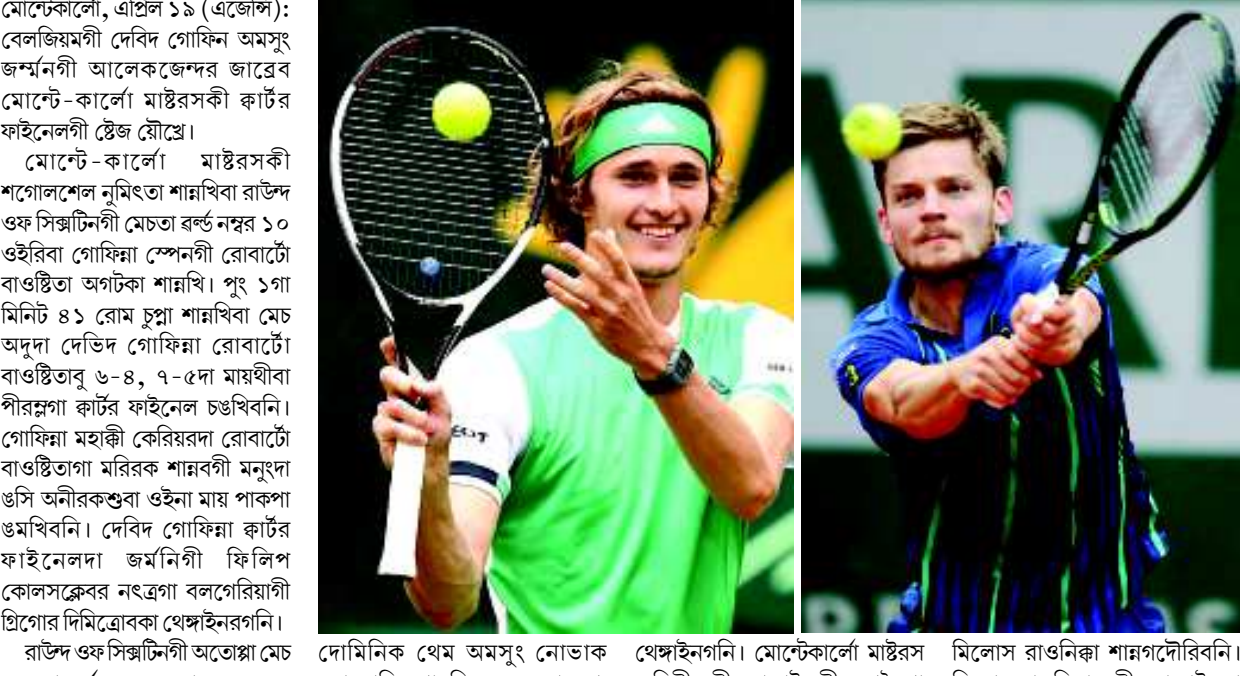 মোন্টেকার্লো, এপ্রিল ১৯ (এজেন্সি):
বেলজিয়মগী দেবিদ গোফিন অমসুং
জর্ম্মনগী আলেকজেন্দর জাব্রেব
মোন্টে-কার্লো মাষ্টরসকী ক্বার্টর
ফাইনেলগী ষ্টেজ য়ৌখ্রে।
মোন্টে-কার্লো মাষ্টরসকী
শগোলশেল নুমিৎতা শান্নখিবা রাউন্দ
ওফ সিক্সটিনগী মেচতা ৱর্ল্ড নম্বর ১০
ওইরিবা গোফিন্না স্পেনগী রোবার্টো
বাওষ্টিতা অগটকা শান্নখি। পুং ১গা
মিনিট ৪১ রোম চুপ্না শান্নখিবা মেচ
অদুদা দেভিদ গোফিন্না রোবার্টো
বাওষ্টিতাবু ৬-৪, ৭-৫দা মায়থীবা
পীরম্লগা ক্বার্টর ফাইনেল চঙখিবনি।
গোফিন্না মহাক্কী কেরিয়রদা রোবার্টো
বাওষ্টিতাগা মরিরক শান্নবগী মনুংদা
ঙসি অনীরকশুবা ওইনা মায় পাকপা
ঙমখিবনি। দেবিদ গোফিন্না ক্বার্টর
ফাইনেলদা জর্মনিগী ফিলিপ
কোলসক্লেবর নৎত্রগা বলগেরিয়াগী
গ্রিগোর দিমিত্রোবকা থেঙ্গাইনরগনি।
রাউন্দ ওফ সিক্সটিনগী অতোপ্পা মেচ
দোমিনিক থেম অমসুং নোভাক
থেঙ্গাইনগনি। মোন্টেকার্লো মাষ্টরস
মিলোস রাওনিক্কা শান্নগদৌরিবনি।